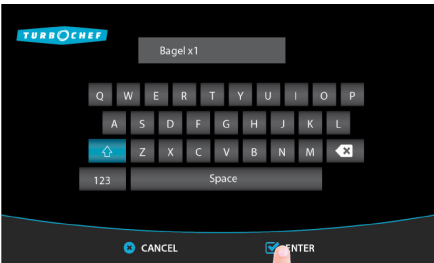 TURBOCHEF
Bagel x1
Q W E R T Y U I O P
A S D F G H J K L
Z X C V B N M
123 Space
CANCEL ENTER